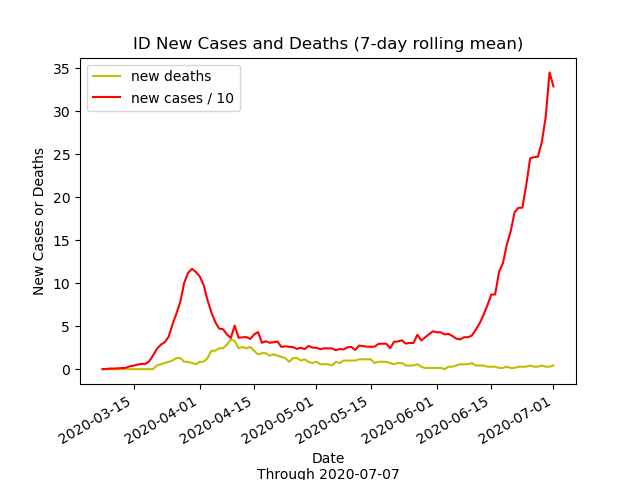 ID New Cases and Deaths (7-day rolling mean)
new deaths
new cases / 10
35
30
25
20
15
10
5
0
New Cases or Deaths
2020-03-15
2020-04-01
2020-04-15
2020-05-01
2020-05-15
2020-06-01
2020-06-15
2020-07-01
Date
Through 2020-07-07